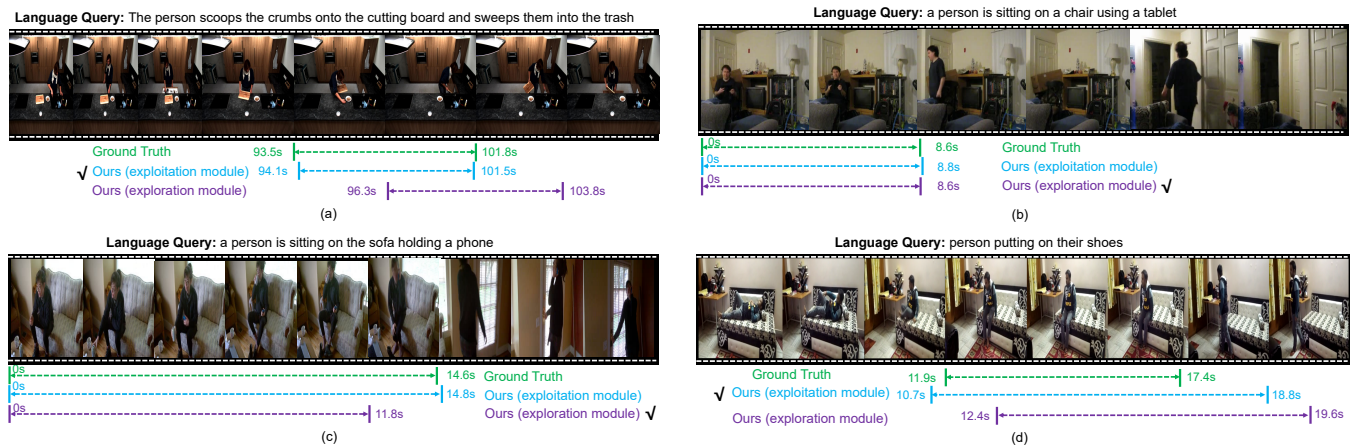 Language Query: The person scoops the crumbs onto the cutting board and sweeps them into the trash
Ground Truth 93.5s 101.8s
√ Ours (exploitation module) 94.1s 101.5s
Ours (exploration module) 96.3s 103.8s
(a)
Language Query: a person is sitting on a chair using a tablet
0s 8.6s Ground Truth
0s 8.8s Ours (exploitation module)
0s 8.6s Ours (exploration module) √
(b)
Language Query: a person is sitting on the sofa holding a phone
0s 14.6s Ground Truth
0s 14.8s Ours (exploitation module)
0s 11.8s Ours (exploration module) √
(c)
Language Query: person putting on their shoes
Ground Truth 11.9s 17.4s
√ Ours (exploitation module) 10.7s 18.8s
Ours (exploration module) 12.4s 19.6s
(d)